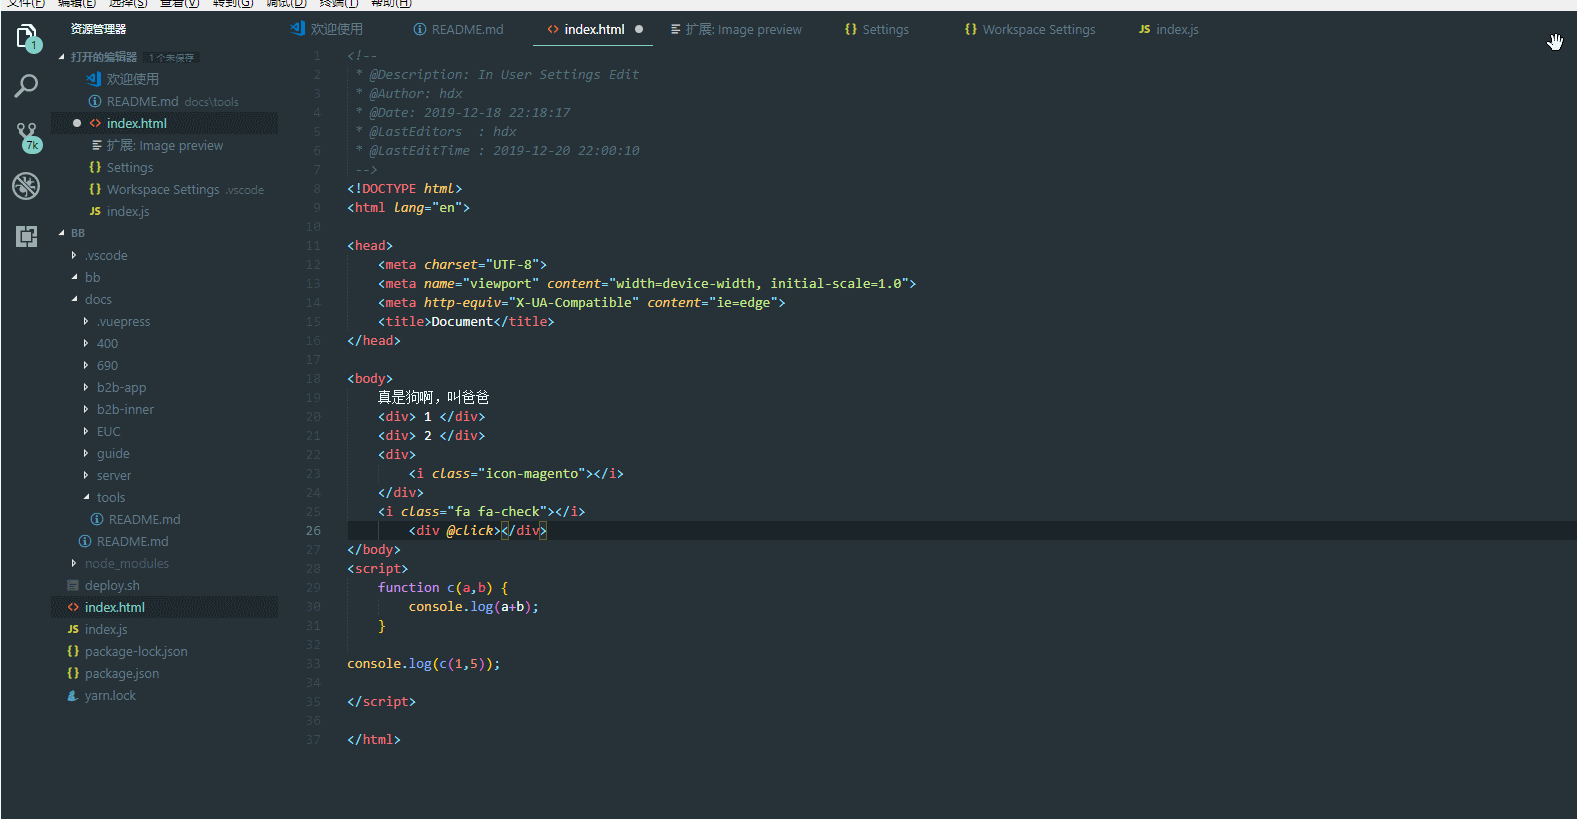 文件(F) 编辑(E) 选择(S) 查看(V) 转到(G) 调试(D) 终端(T) 帮助(H)
资源管理器
欢迎使用
README.md
index.html
扩展: Image preview
Settings
Workspace Settings
JS index.js
1
7k
打开的编辑器 1 个未保存
欢迎使用
README.md docs\tools
index.html
扩展: Image preview
{} Settings
{} Workspace Settings .vscode
JS index.js
BB
.vscode
bb
docs
.vuepress
400
690
b2b-app
b2b-inner
EUC
guide
server
tools
README.md
README.md
node_modules
deploy.sh
<> index.html
JS index.js
{} package-lock.json
{} package.json
yarn.lock
1 <!--
2 * @Description: In User Settings Edit
3 * @Author: hdx
4 * @Date: 2019-12-18 22:18:17
5 * @LastEditors  : hdx
6 * @LastEditTime : 2019-12-20 22:00:10
7 -->
8 <!DOCTYPE html>
9 <html lang="en">
10
11 <head>
12 <meta charset="UTF-8">
13 <meta name="viewport" content="width=device-width, initial-scale=1.0">
14 <meta http-equiv="X-UA-Compatible" content="ie=edge">
15 <title>Document</title>
16 </head>
17
18 <body>
19 真是狗啊，叫爸爸
20 <div> 1 </div>
21 <div> 2 </div>
22 <div>
23 <i class="icon-magento"></i>
24 </div>
25 <i class="fa fa-check"></i>
26 <div @click></div>
27 </body>
28 <script>
29 function c(a,b) {
30 console.log(a+b);
31 }
32
33 console.log(c(1,5));
34
35 </script>
36
37 </html>